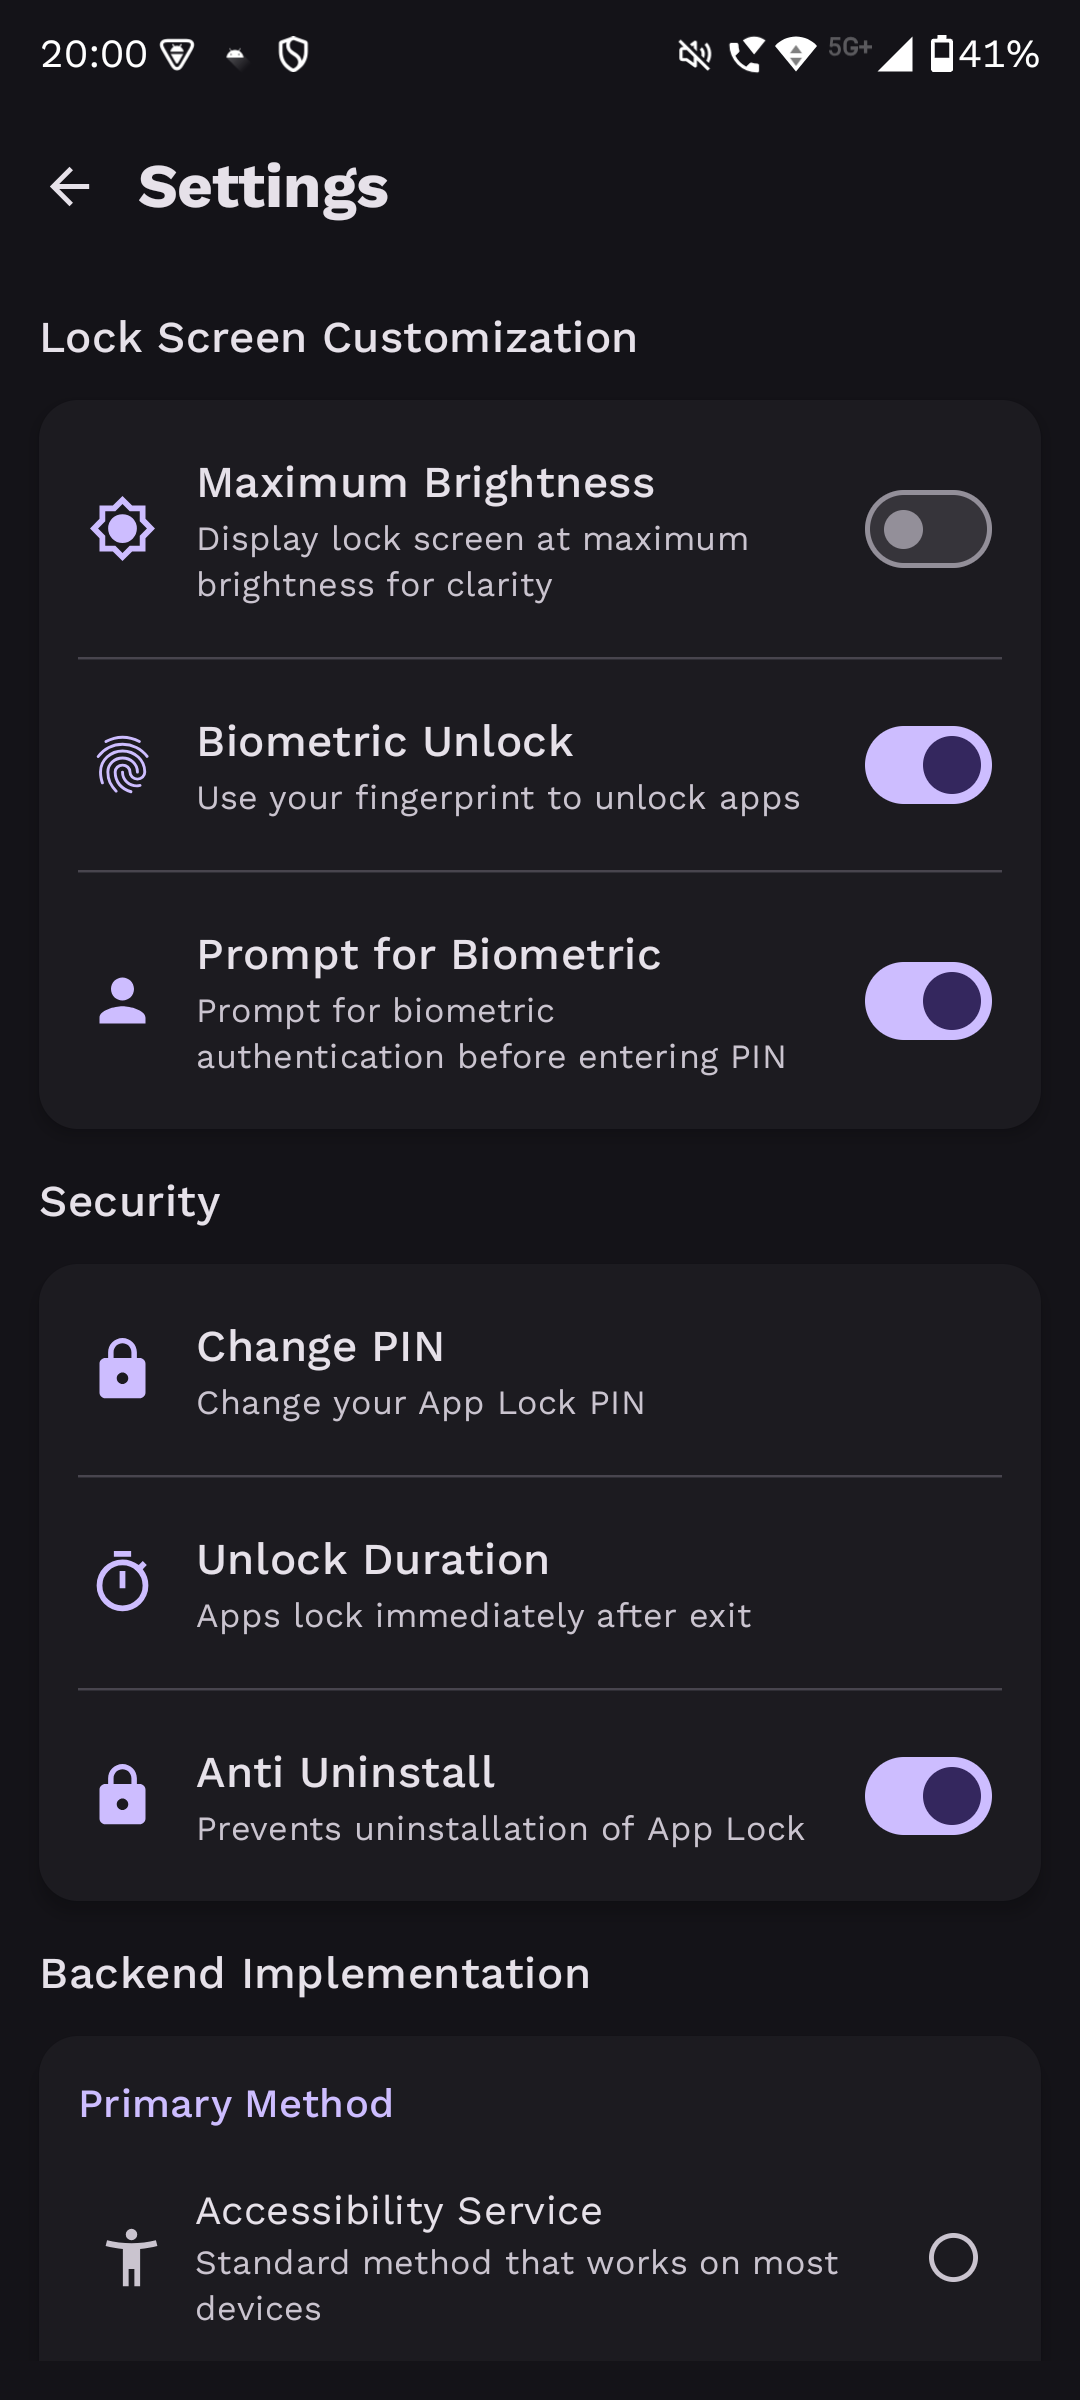 20:00
5G+
41%
Settings
Lock Screen Customization
Maximum Brightness
Display lock screen at maximum
brightness for clarity
Biometric Unlock
Use your fingerprint to unlock apps
Prompt for Biometric
Prompt for biometric
authentication before entering PIN
Security
Change PIN
Change your App Lock PIN
Unlock Duration
Apps lock immediately after exit
Anti Uninstall
Prevents uninstallation of App Lock
Backend Implementation
Primary Method
Accessibility Service
Standard method that works on most
devices